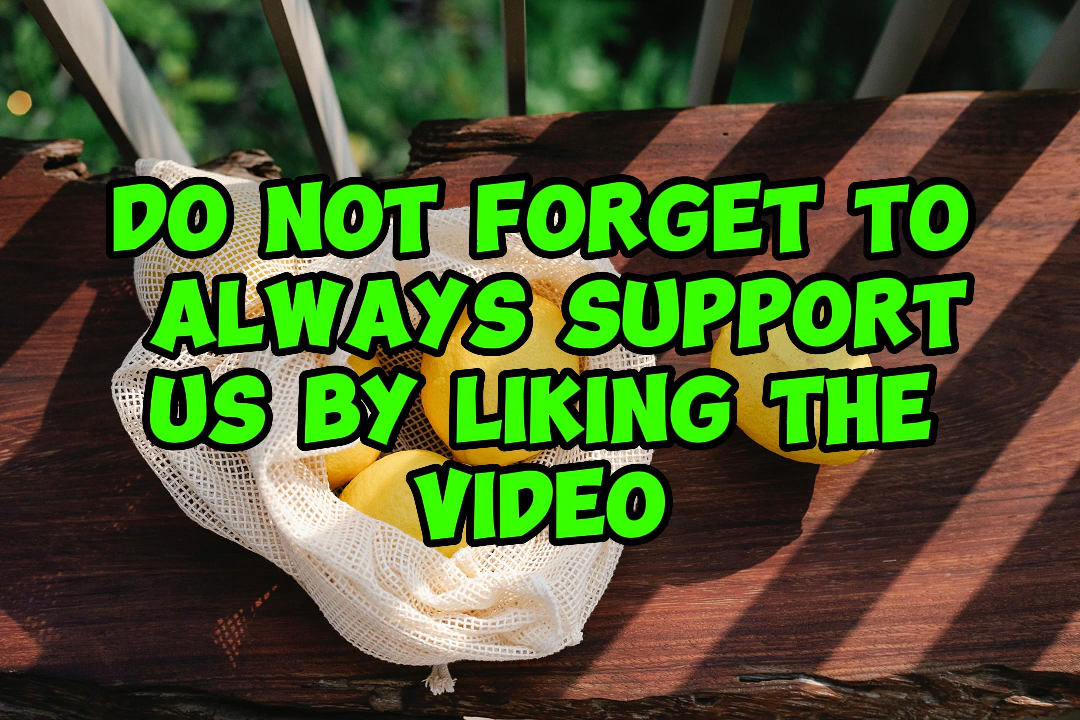 DO NOT FORGET TO
ALWAYS SUPPORT
US BY LIKING THE
VIDEO